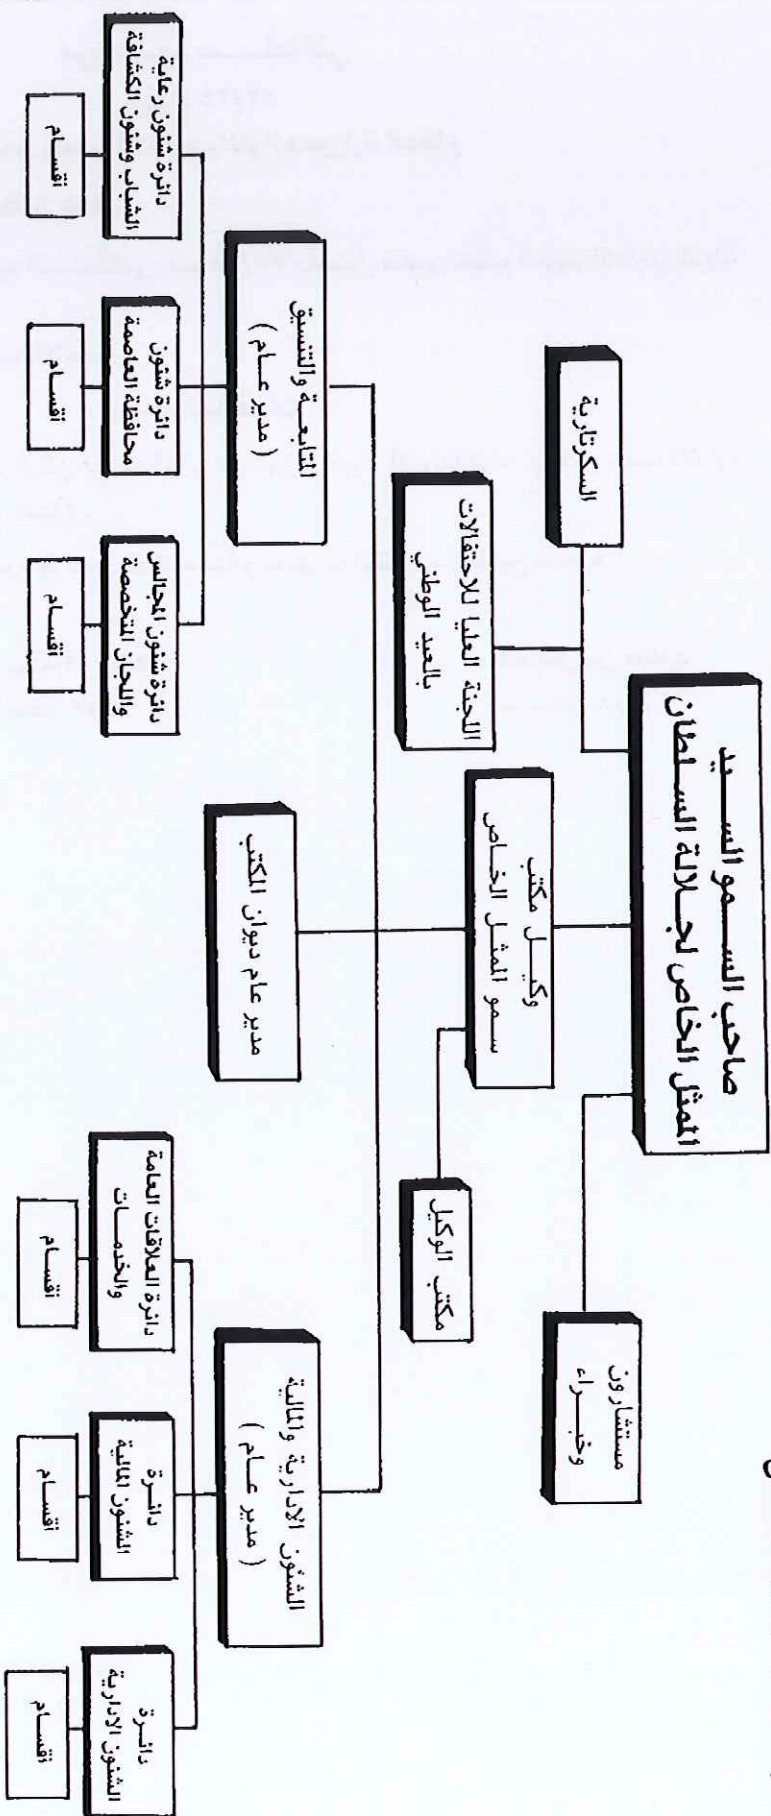 صاحب السمو السيد
الممثل الخاص لجلالة السلطان
السكرتارية
مستشارون
وخبراء
اللجنة العليا للاحتفالات
بالعيد الوطني
وكيل مكتب
سمو الممثل الخاص
مكتب الوكيل
المتابعة والتنسيق
( مدير عام )
مدير عام ديوان المكتب
الشئون الادارية والمالية
( مدير عام )
دائرة شئون رعاية
الشباب وشئون الكشافة
دائرة شئون
محافظة العاصمة
دائرة شئون المجالس
واللجان المتخصصة
دائرة العلاقات العامة
والخدمات
دائرة
الشئون المالية
دائرة
الشئون الادارية
أقسام
أقسام
أقسام
أقسام
أقسام
أقسام